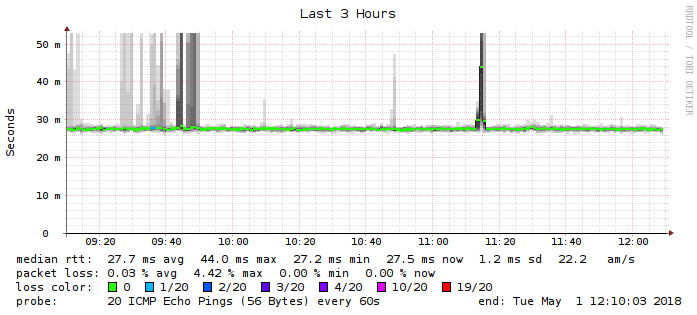 Last 3 Hours
RRDTOOL / TOBI OETIKER
Seconds
50 m
40 m
30 m
20 m
10 m
0
09:20 09:40 10:00 10:20 10:40 11:00 11:20 11:40 12:00
median rtt: 27.7 ms avg 44.0 ms max 27.2 ms min 27.5 ms now 1.2 ms sd 22.2 am/s
packet loss: 0.03 % avg 4.42 % max 0.00 % min 0.00 % now
loss color: 0 1/20 2/20 3/20 4/20 10/20 19/20
probe: 20 ICMP Echo Pings (56 Bytes) every 60s end: Tue May 1 12:10:03 2018